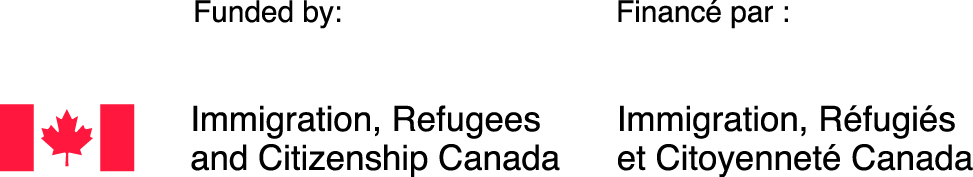 Funded by:
Financé par :
Immigration, Refugees
and Citizenship Canada
Immigration, Réfugiés
et Citoyenneté Canada